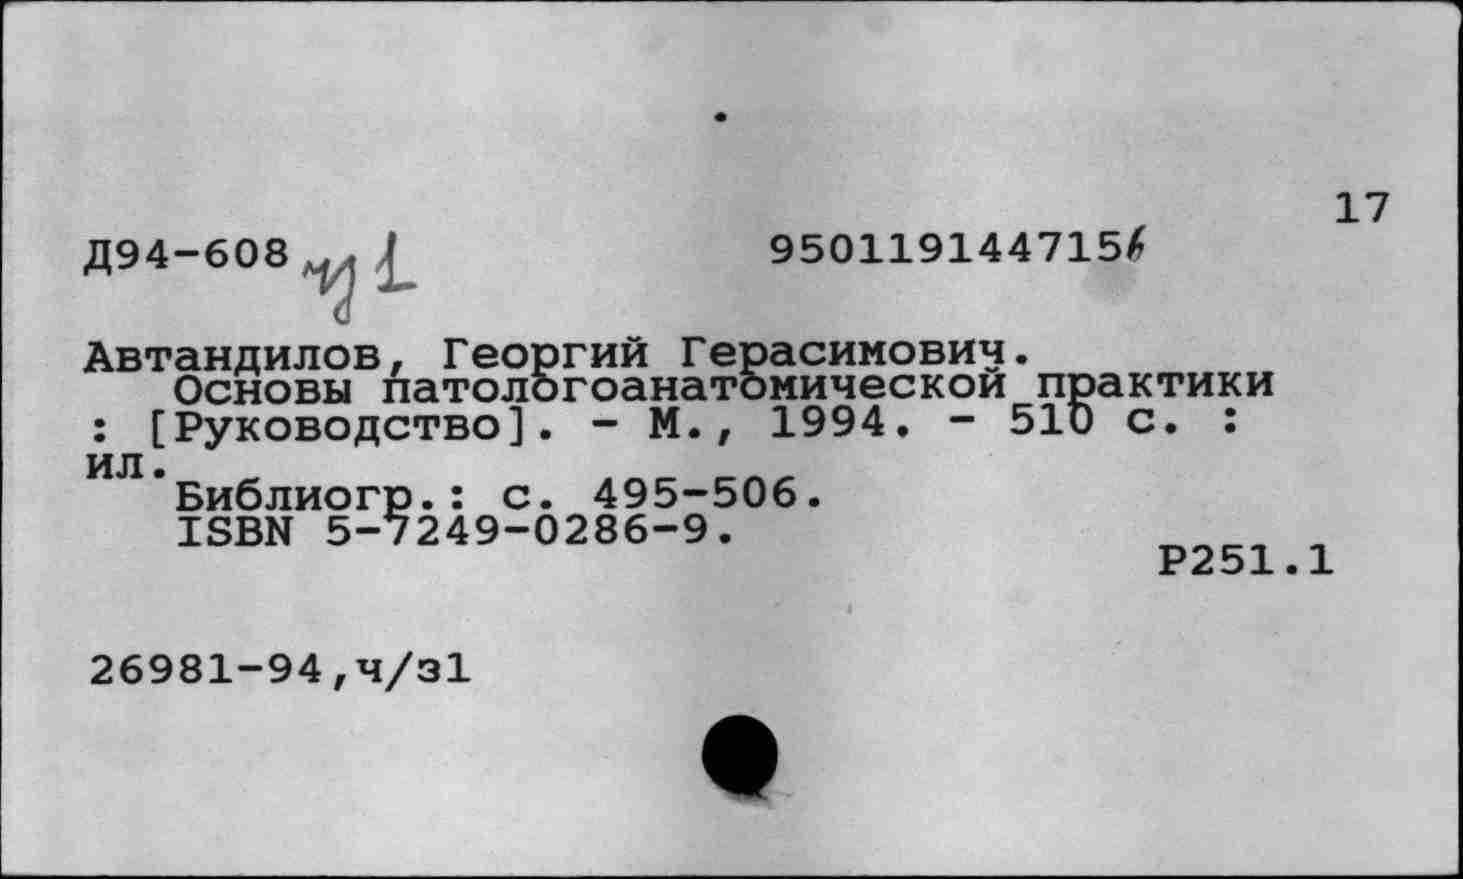 17
Д94-608 9501191447156
Автандилов, Георгий Герасимович.
Основы патологоанатомической практики
: [Руководство]. - М., 1994. - 510 с. :
ил.
Библиогр.: с. 495-506.
ISBN 5-7249-0286-9.
Р251.1
26981-94,ч/з1